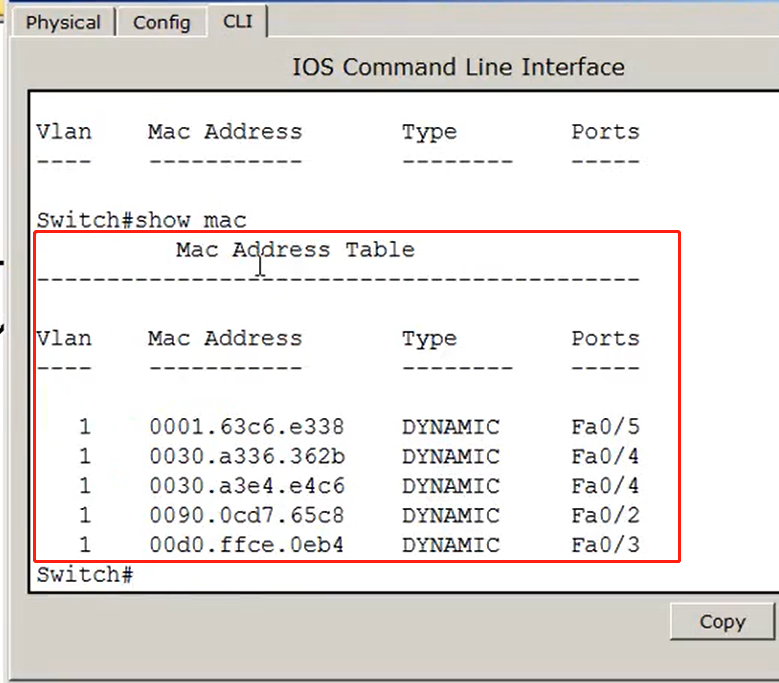 Physical Config CLI
IOS Command Line Interface
Vlan Mac Address Type Ports
---- ----------- -------- -----
Switch#show mac
Mac Address Table
-------------------------------------------
Vlan Mac Address Type Ports
---- ----------- -------- -----
1 0001.63c6.e338 DYNAMIC Fa0/5
1 0030.a336.362b DYNAMIC Fa0/4
1 0030.a3e4.e4c6 DYNAMIC Fa0/4
1 0090.0cd7.65c8 DYNAMIC Fa0/2
1 00d0.ffce.0eb4 DYNAMIC Fa0/3
Switch#
Copy